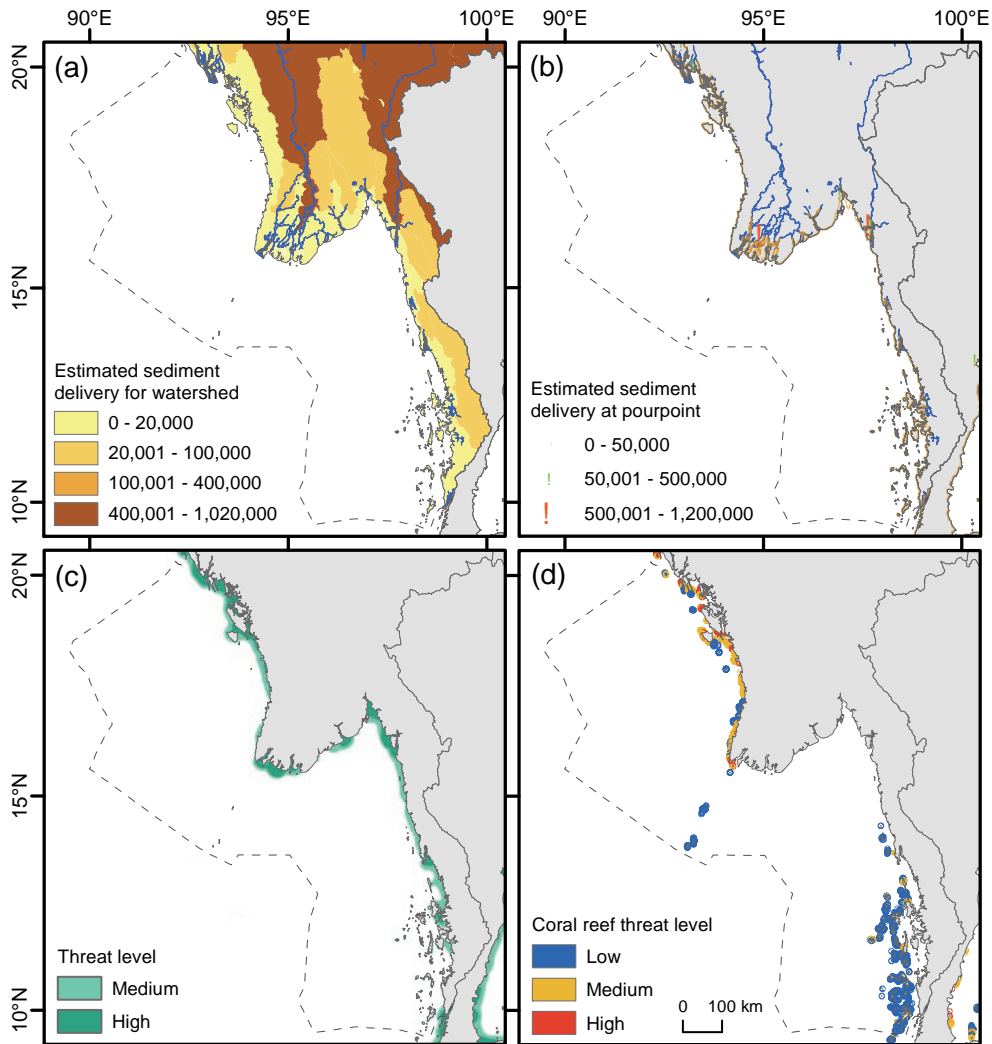 90°E 95°E 100°E 90°E 95°E 100°E
20°N
15°N
10°N
(a)
Estimated sediment
delivery for watershed
0 - 20,000
20,001 - 100,000
100,001 - 400,000
400,001 - 1,020,000
(b)
Estimated sediment
delivery at pourpoint
0 - 50,000
! 50,001 - 500,000
! 500,001 - 1,200,000
20°N
15°N
10°N
(c)
Threat level
Medium
High
(d)
Coral reef threat level
Low
Medium
High
0 100 km